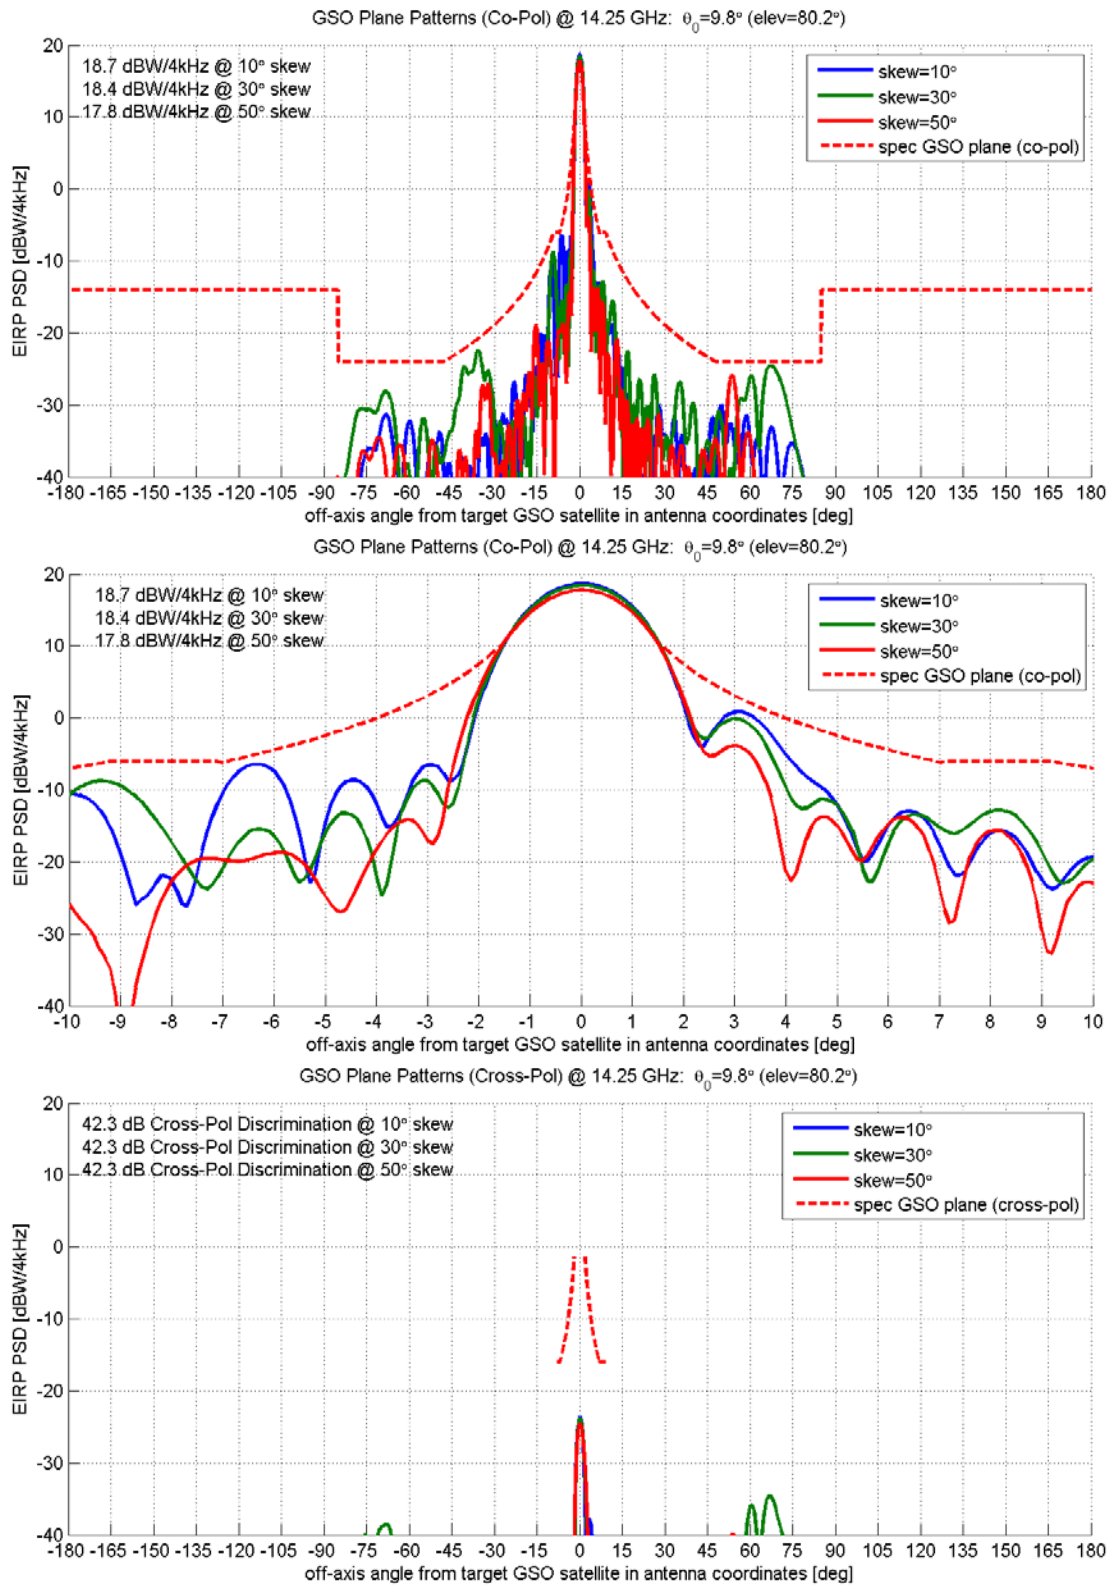 GSO Plane Patterns (Co-Pol) @ 14.25 GHz: θ0=9.8° (elev=80.2°)
18.7 dBW/4kHz @ 10° skew
18.4 dBW/4kHz @ 30° skew
17.8 dBW/4kHz @ 50° skew
skew=10°
skew=30°
skew=50°
spec GSO plane (co-pol)
EIRP PSD [dBW/4kHz]
20
10
0
-10
-20
-30
-40
-180 -165 -150 -135 -120 -105 -90 -75 -60 -45 -30 -15 0 15 30 45 60 75 90 105 120 135 150 165 180
off-axis angle from target GSO satellite in antenna coordinates [deg]
GSO Plane Patterns (Co-Pol) @ 14.25 GHz: θ0=9.8° (elev=80.2°)
18.7 dBW/4kHz @ 10° skew
18.4 dBW/4kHz @ 30° skew
17.8 dBW/4kHz @ 50° skew
skew=10°
skew=30°
skew=50°
spec GSO plane (co-pol)
EIRP PSD [dBW/4kHz]
20
10
0
-10
-20
-30
-40
-10 -9 -8 -7 -6 -5 -4 -3 -2 -1 0 1 2 3 4 5 6 7 8 9 10
off-axis angle from target GSO satellite in antenna coordinates [deg]
GSO Plane Patterns (Cross-Pol) @ 14.25 GHz: θ0=9.8° (elev=80.2°)
42.3 dB Cross-Pol Discrimination @ 10° skew
42.3 dB Cross-Pol Discrimination @ 30° skew
42.3 dB Cross-Pol Discrimination @ 50° skew
skew=10°
skew=30°
skew=50°
spec GSO plane (cross-pol)
EIRP PSD [dBW/4kHz]
20
10
0
-10
-20
-30
-40
-180 -165 -150 -135 -120 -105 -90 -75 -60 -45 -30 -15 0 15 30 45 60 75 90 105 120 135 150 165 180
off-axis angle from target GSO satellite in antenna coordinates [deg]